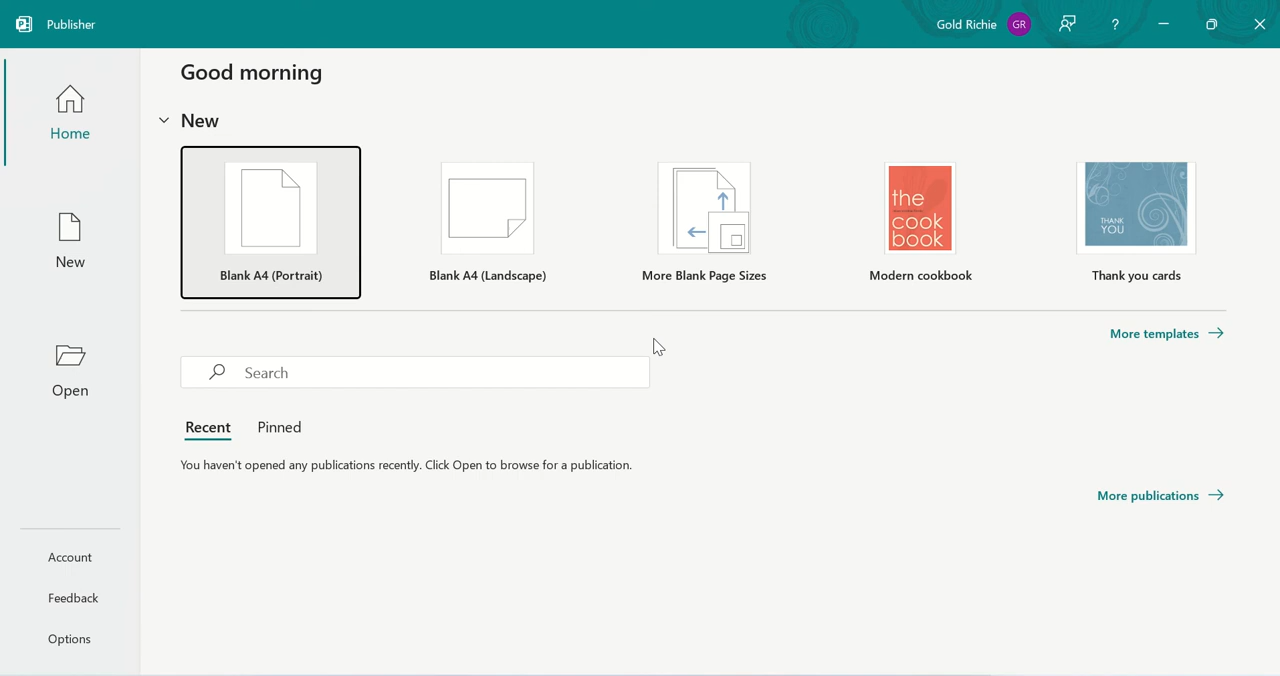 Publisher
Gold Richie GR ?
Good morning
Home
New
Blank A4 (Portrait)
Blank A4 (Landscape)
More Blank Page Sizes
the
cook
book
Modern cookbook
THANK
YOU
Thank you cards
New
More templates
Search
Open
Recent Pinned
You haven't opened any publications recently. Click Open to browse for a publication.
More publications
Account
Feedback
Options